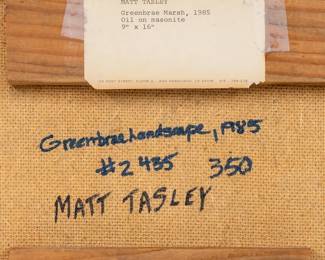 MATT TASLEY
Greenbrae Marsh, 1985
Oil on masonite
9" x 16"
Greenbrae Landscape, 1985
#2435 350
MATT TASLEY